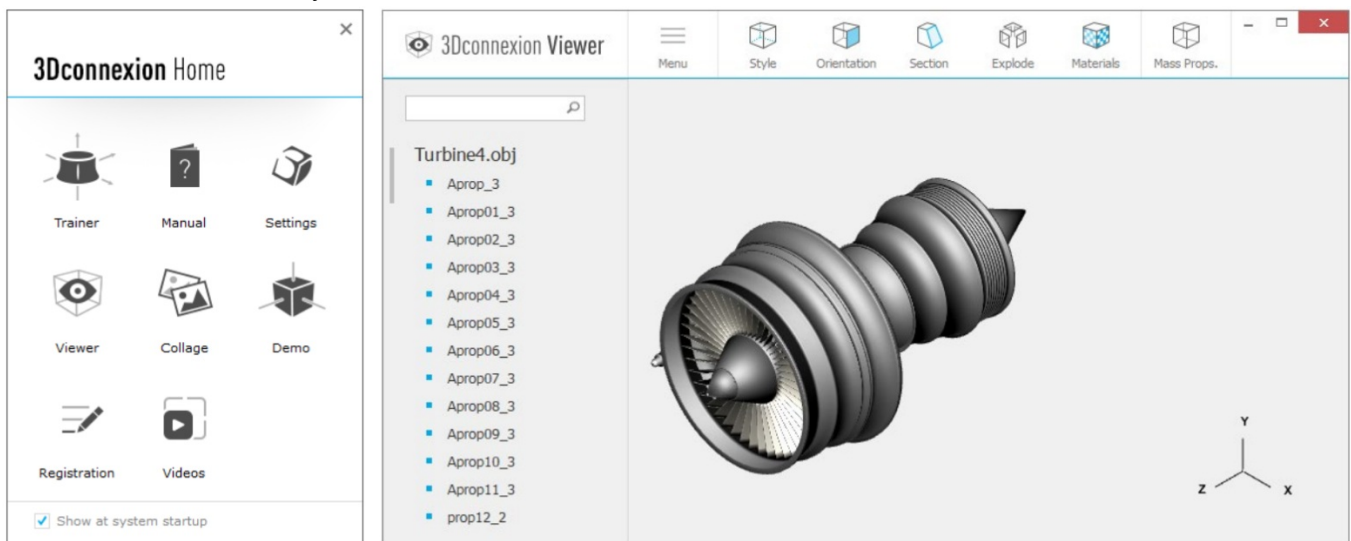 3Dconnexion Home
Trainer
Manual
Settings
Viewer
Collage
Demo
Registration
Videos
Show at system startup
3Dconnexion Viewer
Menu
Style
Orientation
Section
Explode
Materials
Mass Props.
Turbine4.obj
Aprop_3
Aprop01_3
Aprop02_3
Aprop03_3
Aprop04_3
Aprop05_3
Aprop06_3
Aprop07_3
Aprop08_3
Aprop09_3
Aprop10_3
Aprop11_3
prop12_2
Y
Z
X